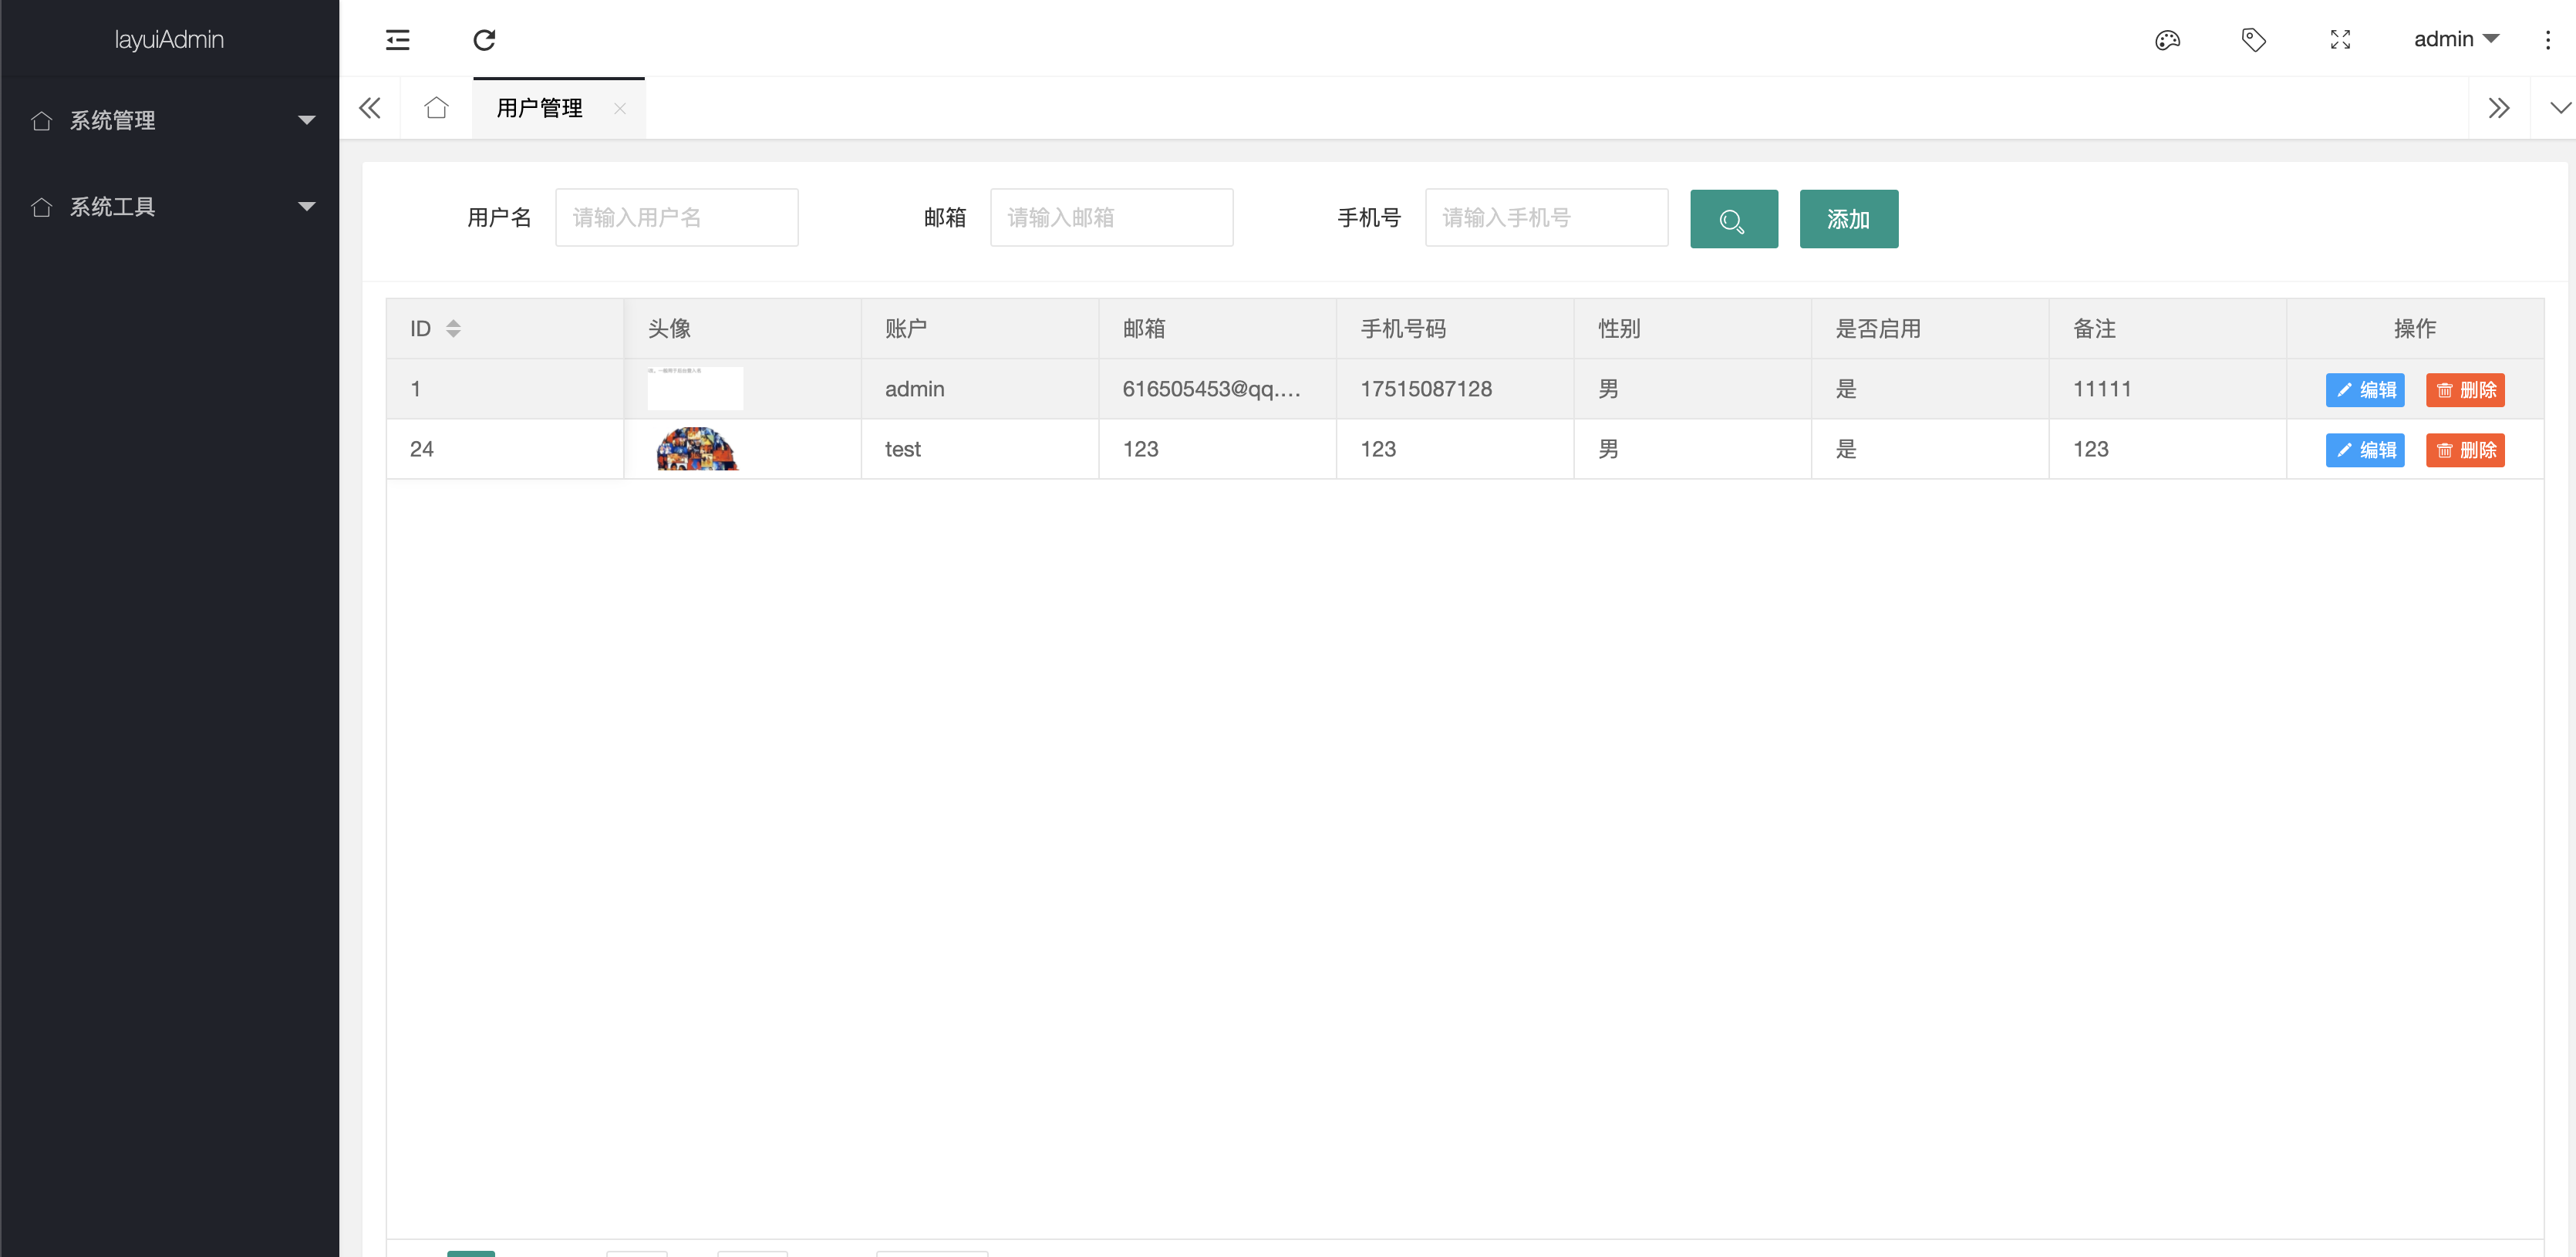 layuiAdmin
admin
系统管理
用户管理
系统工具
用户名 请输入用户名 邮箱 请输入邮箱 手机号 请输入手机号 添加
ID 头像 账户 邮箱 手机号码 性别 是否启用 备注 操作
1 admin 616505453@qq.... 17515087128 男 是 11111 编辑 删除
24 test 123 123 男 是 123 编辑 删除